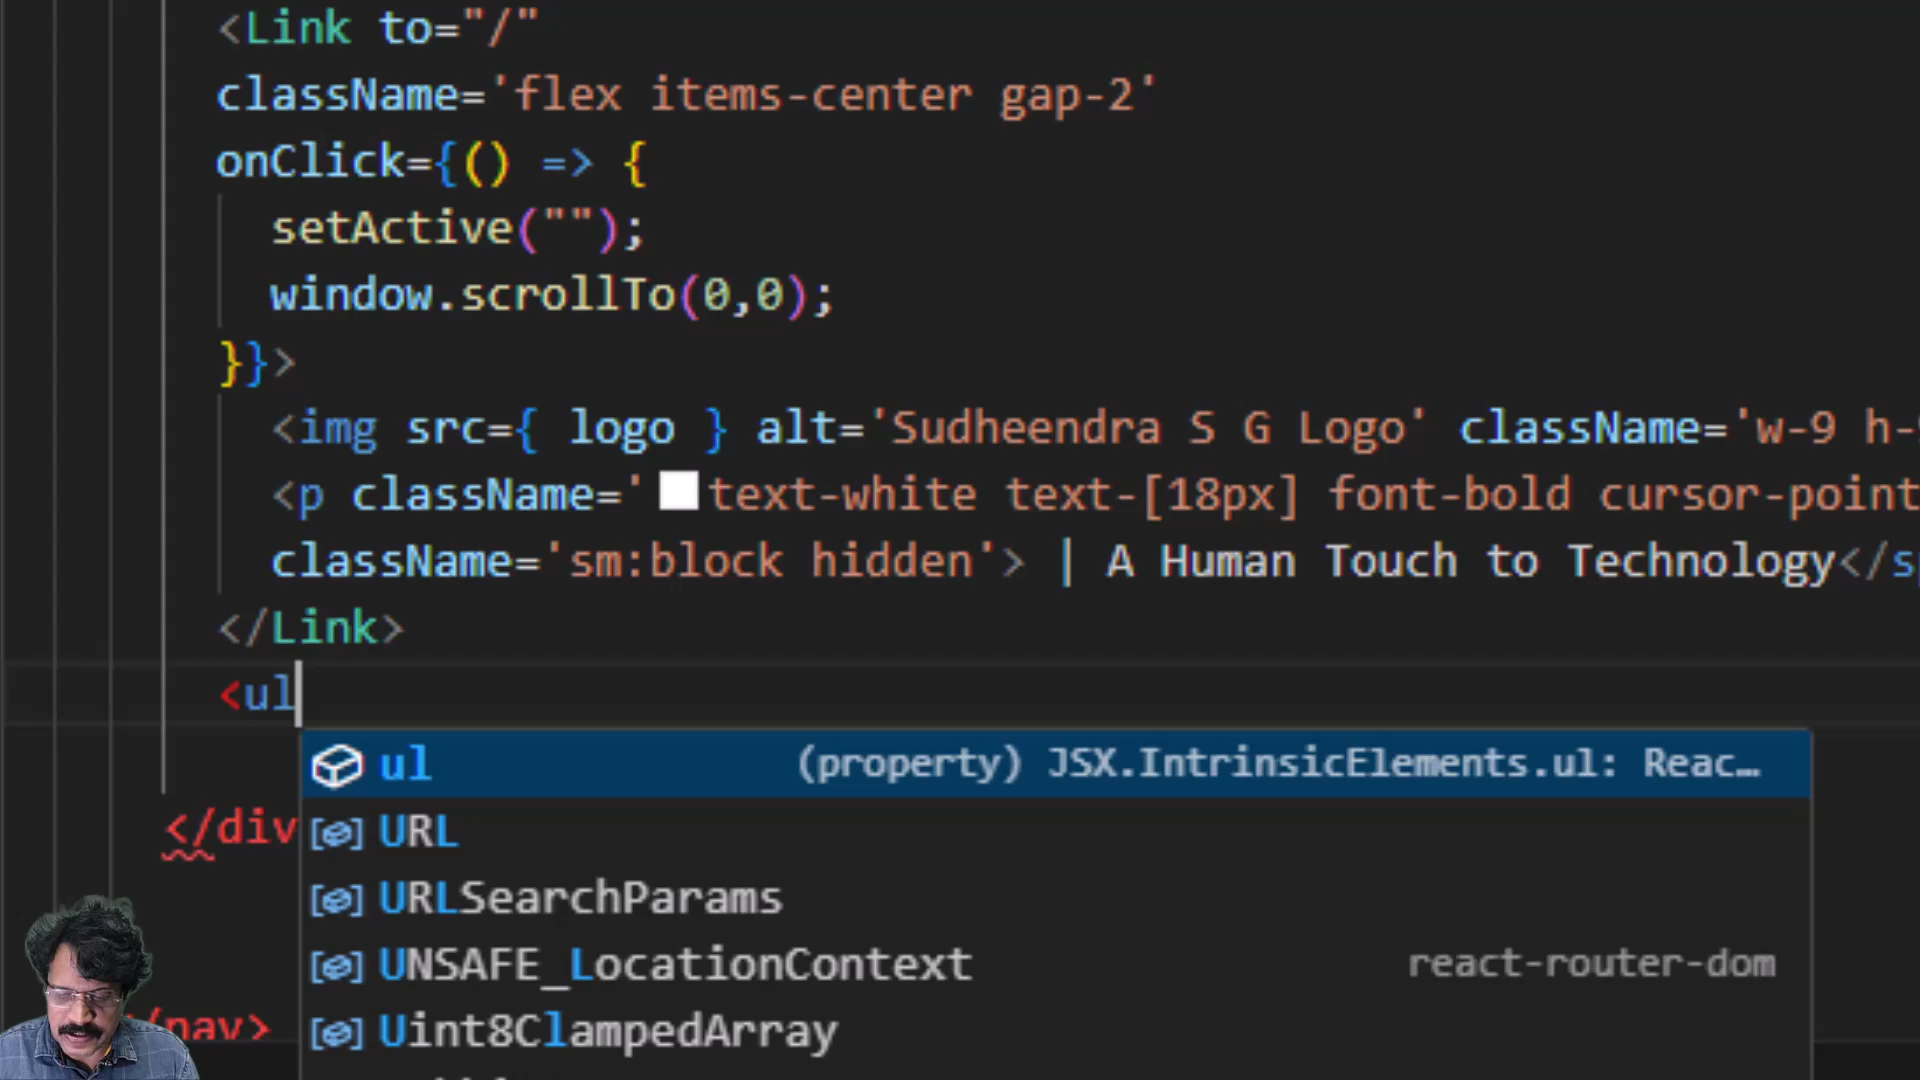 <Link to="/"
className='flex items-center gap-2'
onClick={() => {
setActive("");
window.scrollTo(0,0);
}}>
<img src={ logo } alt='Sudheendra S G Logo' className='w-9 h-
<p className=' text-white text-[18px] font-bold cursor-point
className='sm:block hidden'> | A Human Touch to Technology</s
</Link>
<ul
ul (property) JSX.IntrinsicElements.ul: Reac…
URL
</div
URLSearchParams
UNSAFE_LocationContext react-router-dom
/nav>
Uint8ClampedArray